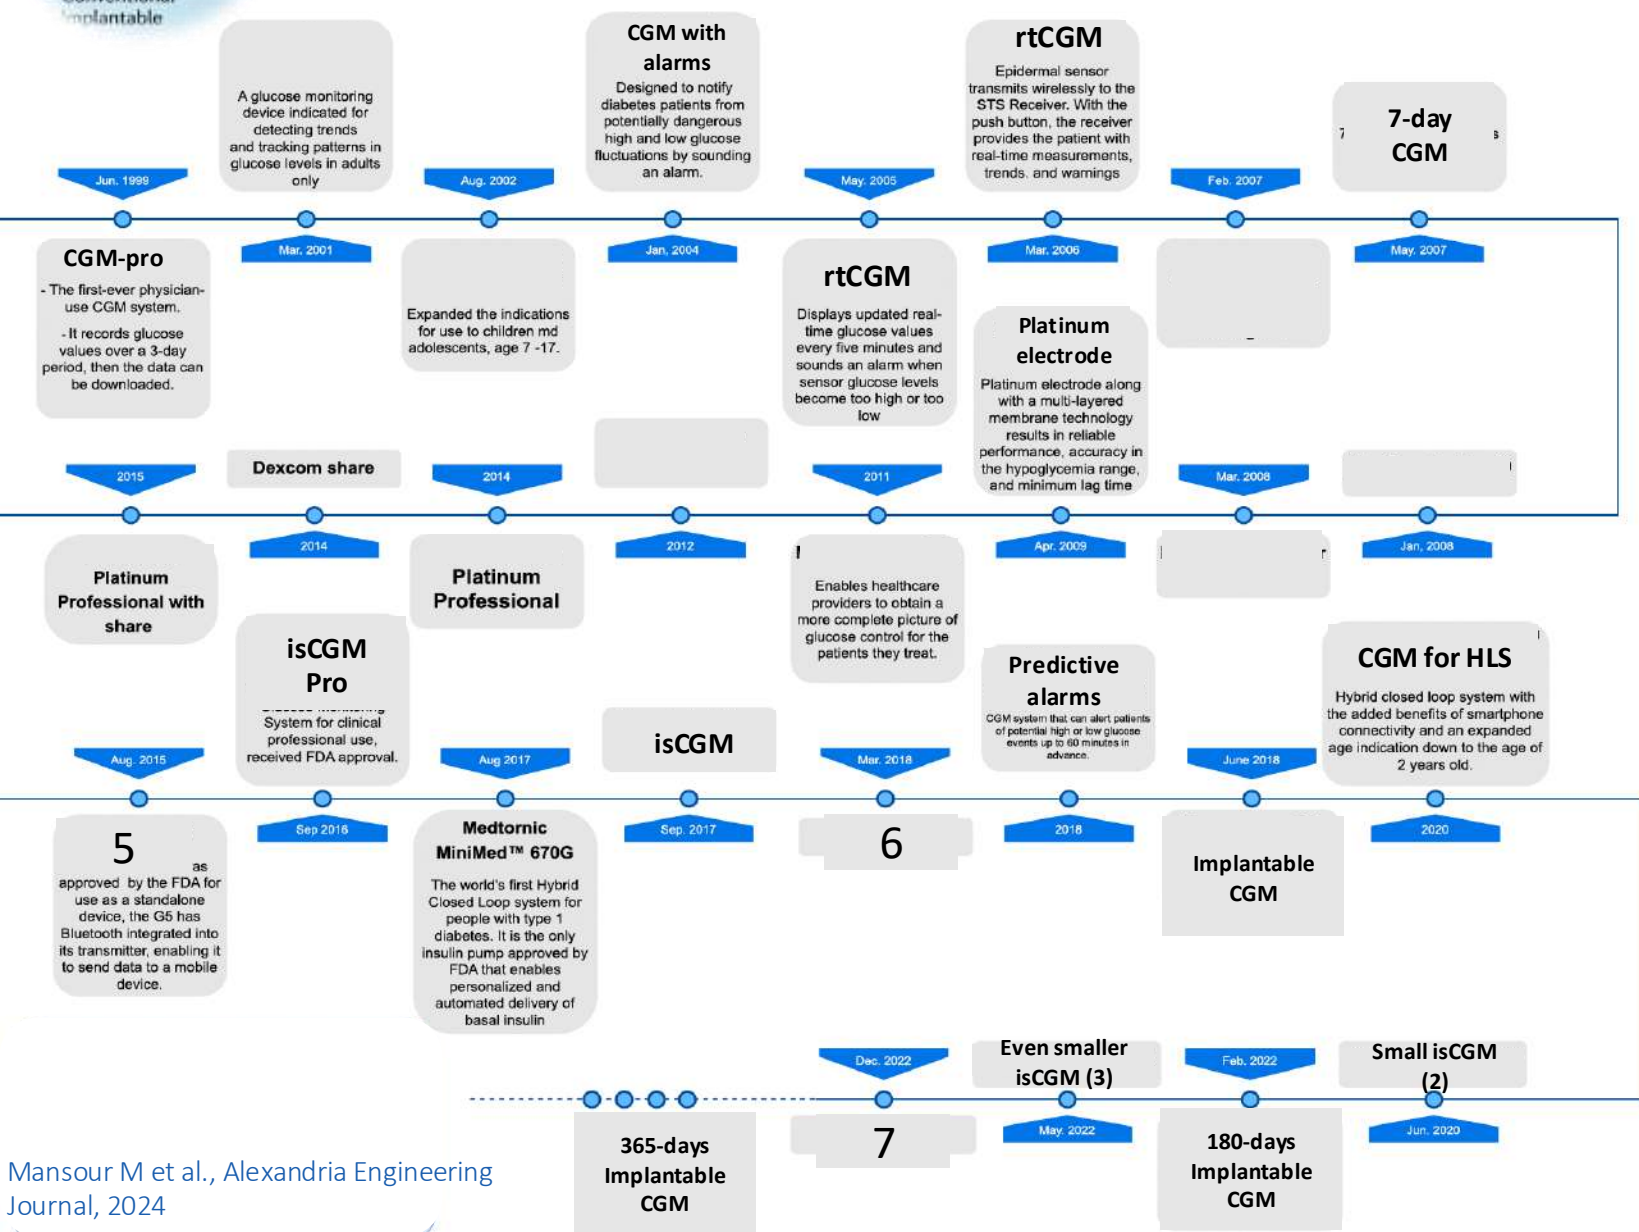 Implantable
A glucose monitoring
device indicated for
detecting trends
and tracking patterns in
glucose levels in adults
only
CGM with
alarms
Designed to notify
diabetes patients from
potentially dangerous
high and low glucose
fluctuations by sounding
an alarm.
rtCGM
Epidermal sensor
transmits wirelessly to the
STS Receiver. With the
push button, the receiver
provides the patient with
real-time measurements,
trends. and warnings
7-day
CGM
Jun. 1999
Aug. 2002
May. 2005
Feb. 2007
Mar. 2001
Jan, 2004
Mar. 2006
May. 2007
CGM-pro
- The first-ever physician-
use CGM system.
- It records glucose
values over a 3-day
period, then the data can
be downloaded.
Expanded the indications
for use to children md
adolescents, age 7 -17.
rtCGM
Displays updated real-
time glucose values
every five minutes and
sounds an alarm when
sensor glucose levels
become too high or too
low
Platinum
electrode
Platinum electrode along
with a multi-layered
membrane technology
results in reliable
performance, accuracy in
the hypoglycemia range,
and minimum lag time
2015
Dexcom share
2014
2011
Mar. 2008
2014
2012
Apr. 2009
Jan, 2008
Platinum
Professional with
share
Platinum
Professional
Enables healthcare
providers to obtain a
more complete picture of
glucose control for the
patients they treat.
isCGM
Pro
System for clinical
professional use,
received FDA approval.
isCGM
Predictive
alarms
CGM system that can alert patients
of potential high or low glucose
events up to 60 minutes in
advance.
CGM for HLS
Hybrid closed loop system with
the added benefits of smartphone
connectivity and an expanded
age indication down to the age of
2 years old.
Aug. 2015
Aug 2017
Mar. 2018
June 2018
Sep 2016
Sep. 2017
2018
2020
5
as
approved by the FDA for
use as a standalone
device, the G5 has
Bluetooth integrated into
its transmitter, enabling it
to send data to a mobile
device.
Medtornic
MiniMed™ 670G
The world's first Hybrid
Closed Loop system for
people with type 1
diabetes. It is the only
insulin pump approved by
FDA that enables
personalized and
automated delivery of
basal insulin
6
Implantable
CGM
Dec. 2022
Even smaller
isCGM (3)
Feb. 2022
Small isCGM
(2)
365-days
Implantable
CGM
7
May. 2022
180-days
Implantable
CGM
Jun. 2020
Mansour M et al., Alexandria Engineering
Journal, 2024